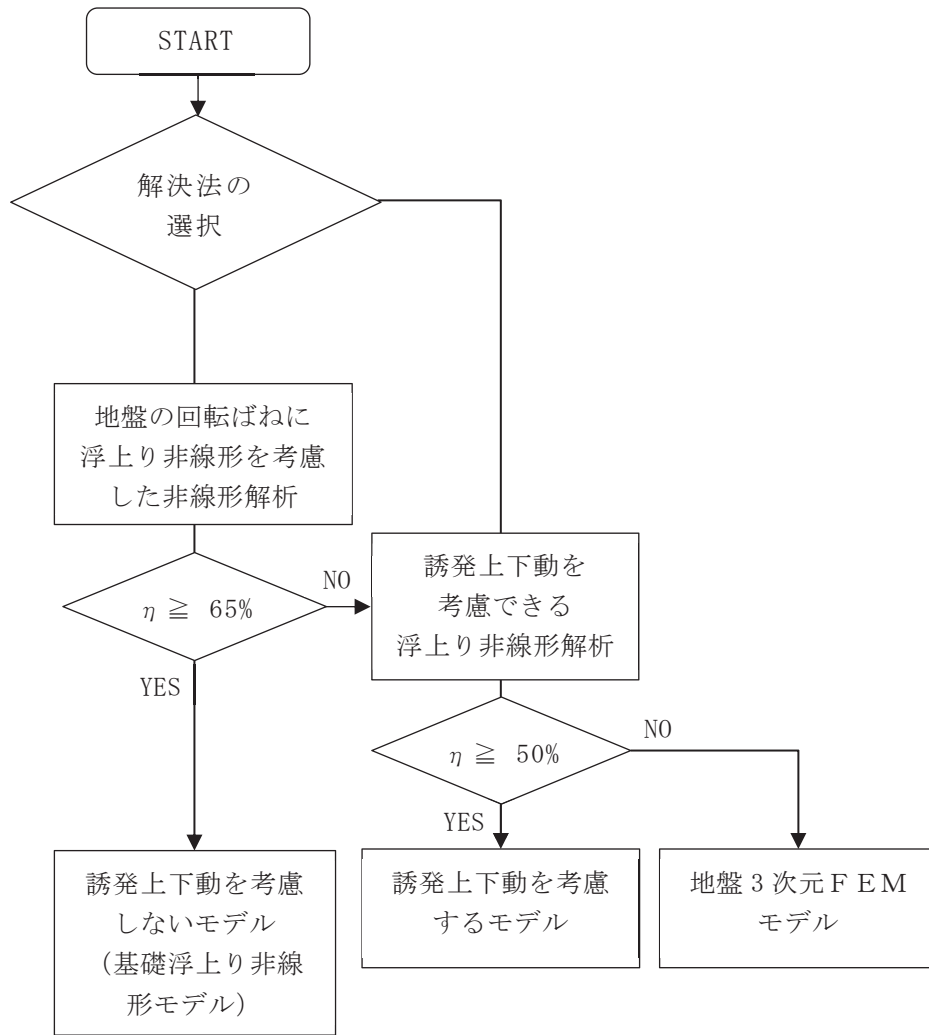 START
解決法の
選択
地盤の回転ばねに
浮上り非線形を考慮
した非線形解析
η ≧ 65%
NO
YES
誘発上下動を
考慮できる
浮上り非線形解析
η ≧ 50%
NO
YES
誘発上下動を考慮
しないモデル
（基礎浮上り非線
形モデル）
誘発上下動を考慮
するモデル
地盤３次元ＦＥＭ
モデル